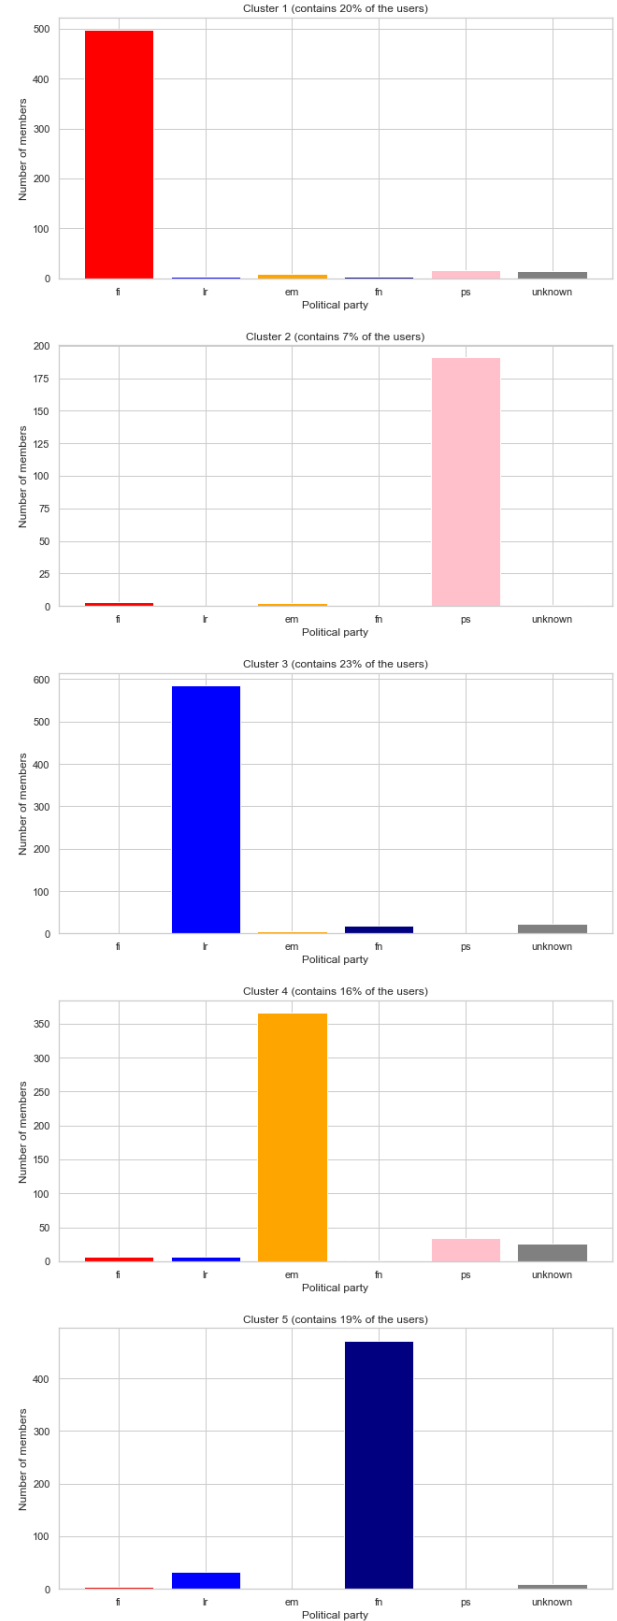 Cluster 1 (contains 20% of the users)
500
400
300
200
100
0
Number of members
fi lr em fn ps unknown
Political party
Cluster 2 (contains 7% of the users)
200
175
150
125
100
75
50
25
0
Number of members
fi lr em fn ps unknown
Political party
Cluster 3 (contains 23% of the users)
600
500
400
300
200
100
0
Number of members
fi lr em fn ps unknown
Political party
Cluster 4 (contains 16% of the users)
350
300
250
200
150
100
50
0
Number of members
fi lr em fn ps unknown
Political party
Cluster 5 (contains 19% of the users)
400
300
200
100
0
Number of members
fi lr em fn ps unknown
Political party